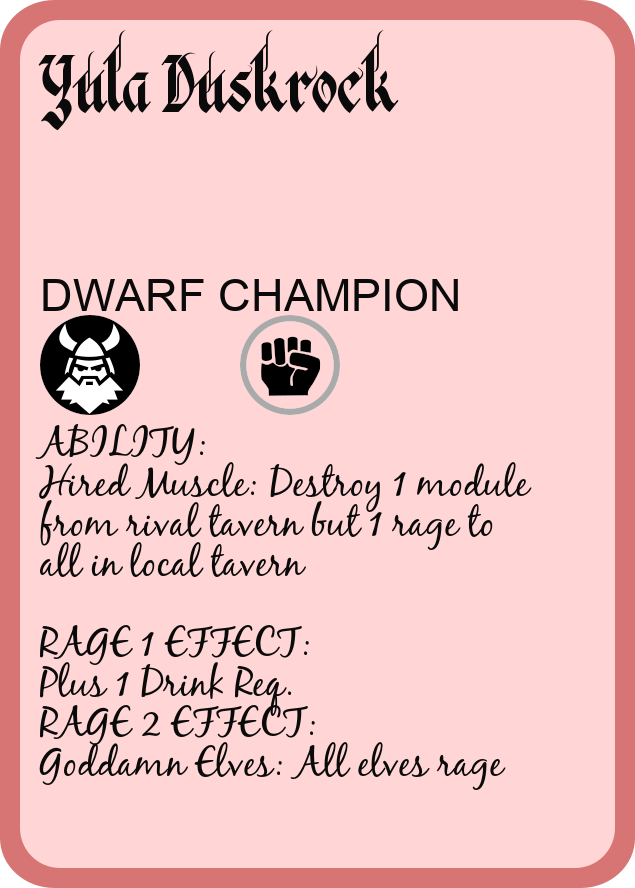 Yula Duskrock
DWARF CHAMPION
ABILITY:
Hired Muscle: Destroy 1 module
from rival tavern but 1 rage to
all in local tavern
RAGE 1 EFFECT:
Plus 1 Drink Req.
RAGE 2 EFFECT:
Goddamn Elves: All elves rage